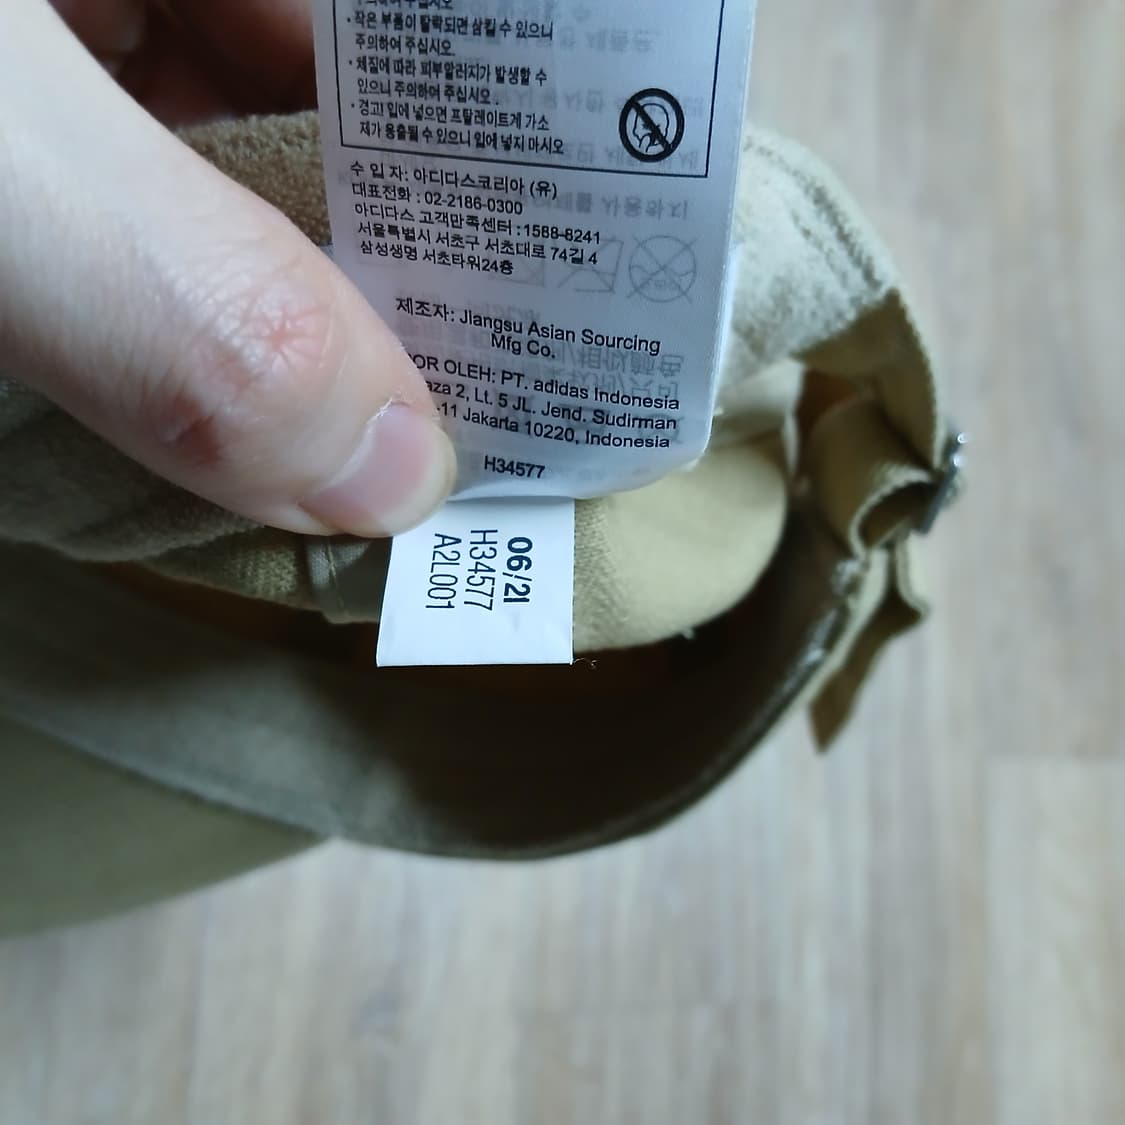 · 작은 부품이 탈락되면 삼킬 수 있으니
주의하여 주십시오.
· 체질에 따라 피부알러지가 발생할 수
있으니 주의하여 주십시오.
· 경고! 입에 넣으면 프탈레이트계 가소
제가 용출될 수 있으니 입에 넣지 마시오
수 입 자: 아디다스코리아 (유)
대표전화 : 02-2186-0300
아디다스 고객만족센터 :1588-8241
서울특별시 서초구 서초대로 74길 4
삼성생명 서초타워24층
제조자: Jiangsu Asian Sourcing
Mfg Co.
OR OLEH: PT. adidas Indonesia
aza 2, Lt. 5 JL. Jend. Sudirman
-11 Jakarta 10220, Indonesia
H34577
06/21
H34577
A2L001